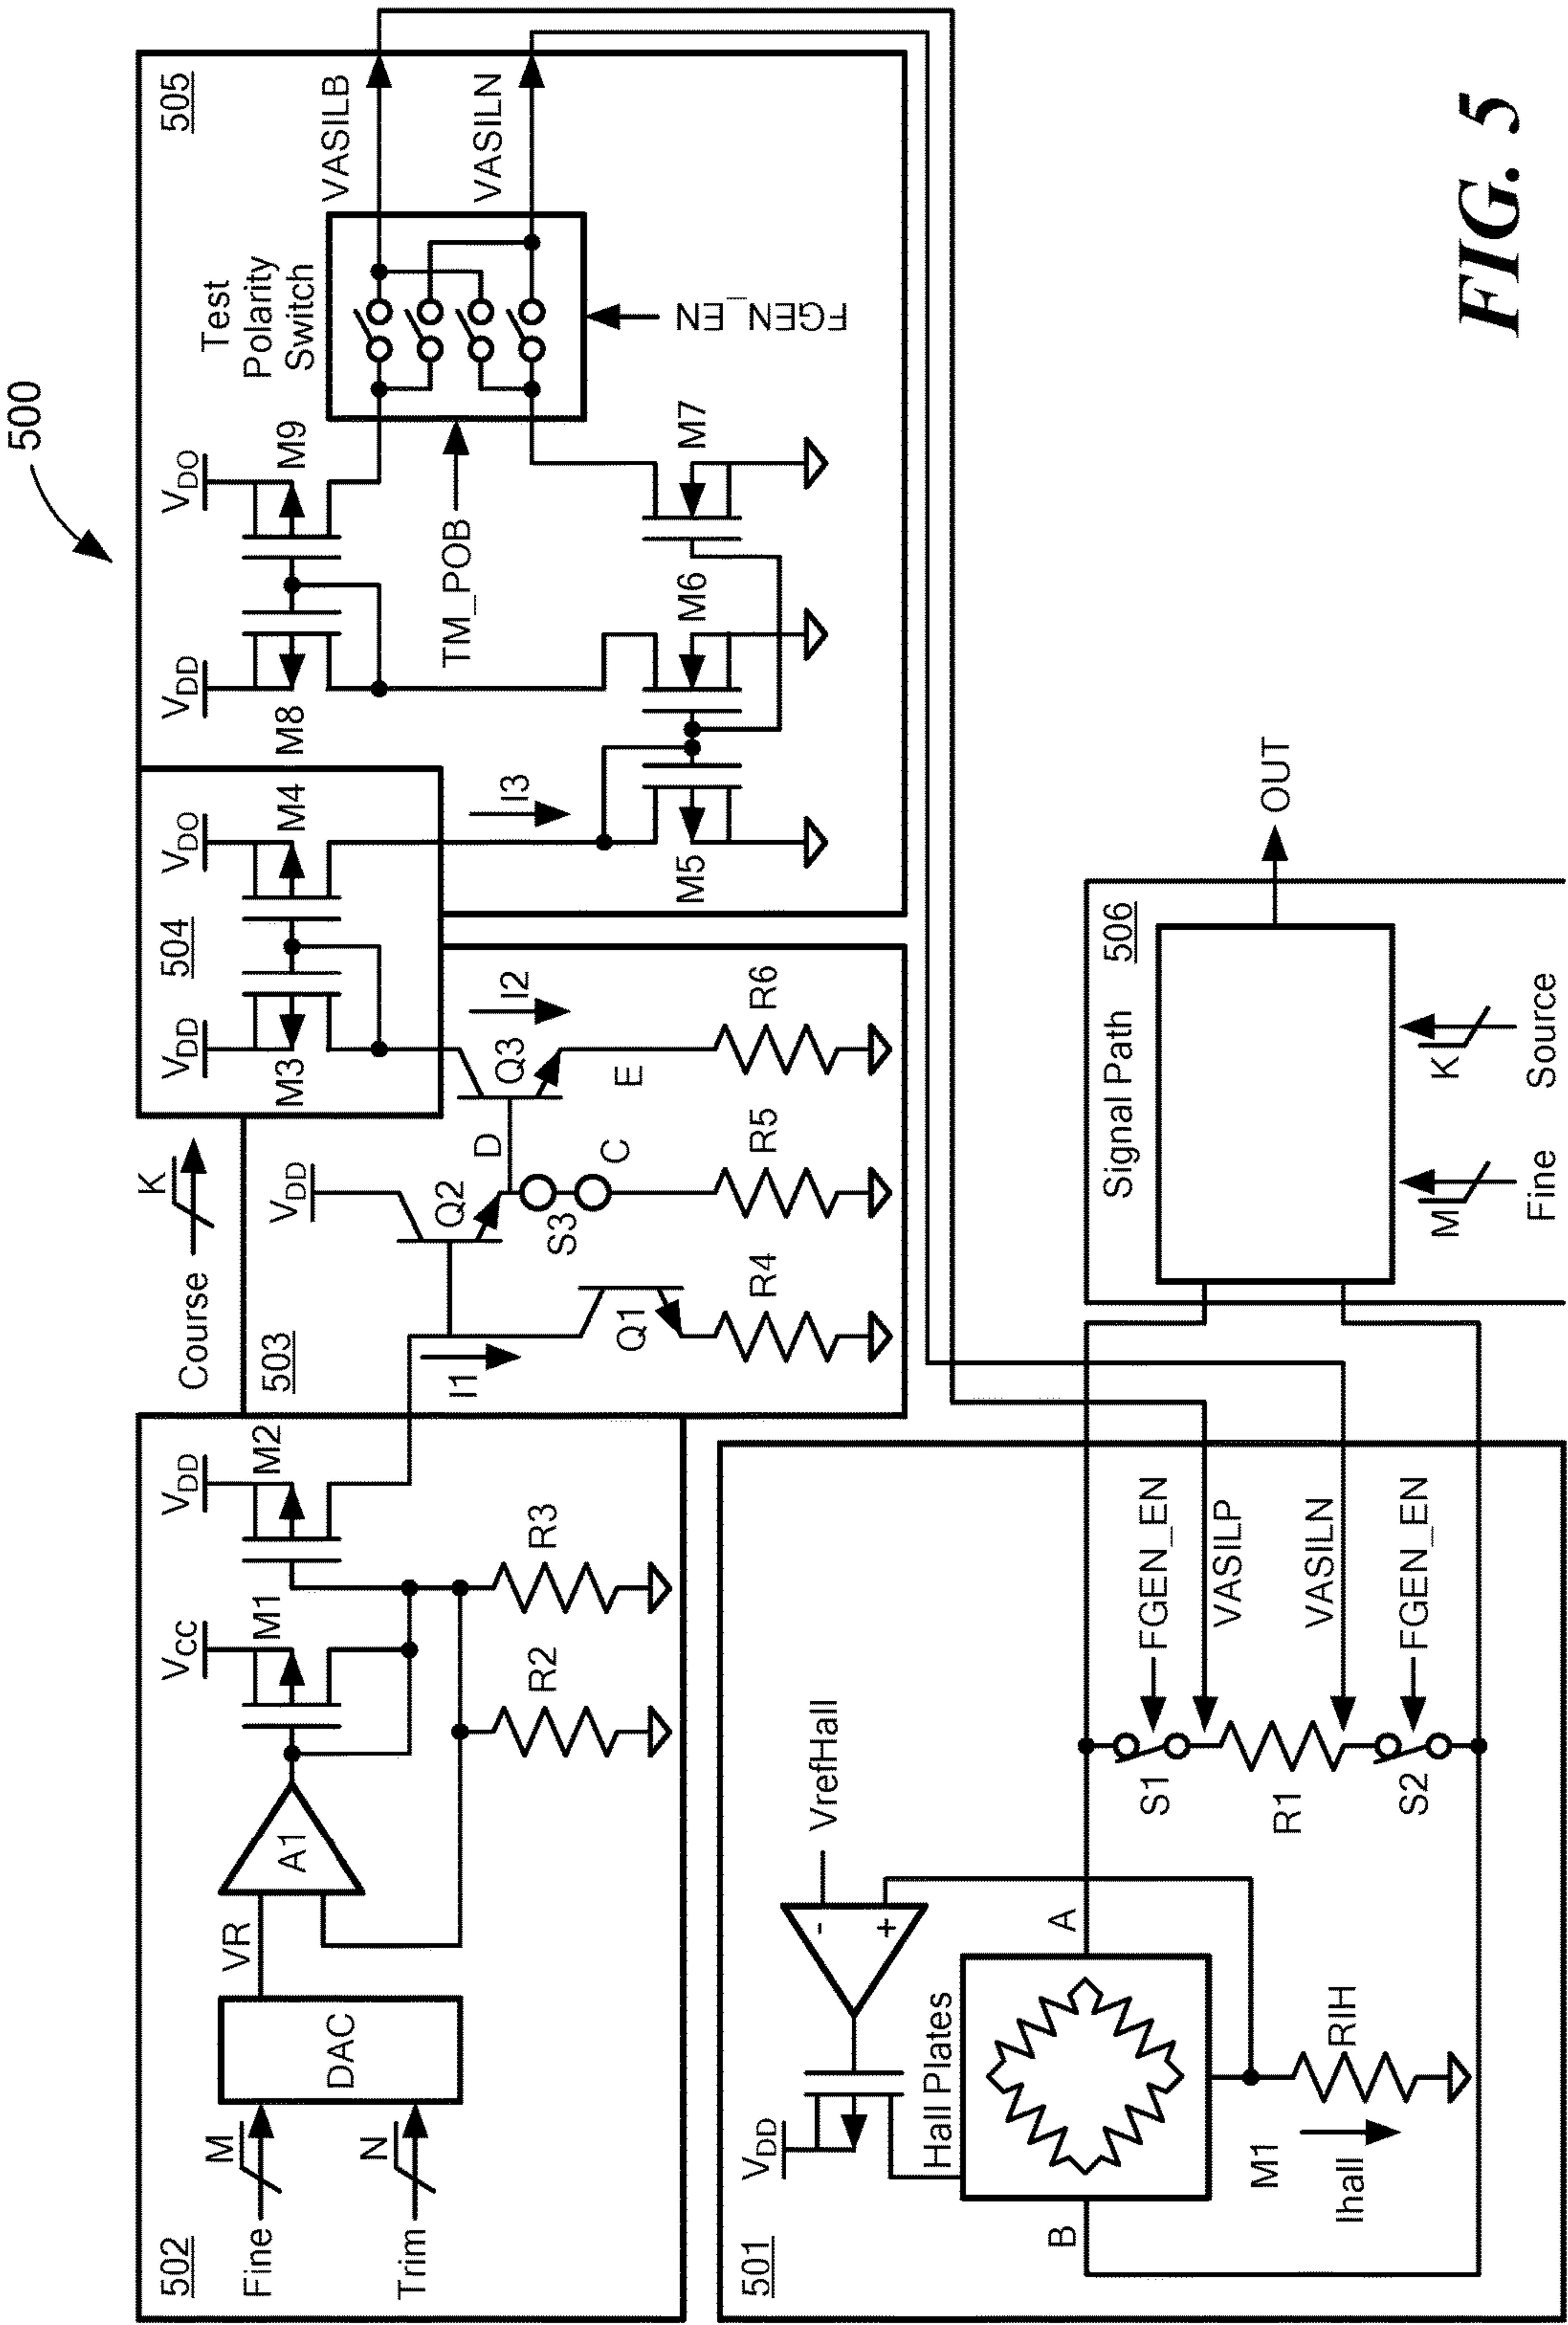 500
502
Fine
M
Trim
N
DAC
VR
A1
VCC
M1
VDD
M2
R2
R3
Course
K
503
I1
Q1
R4
VDD
Q2
S3
C
R5
D
Q3
E
I2
R6
504
VDD
M3
VDO
M4
I3
M5
M6
M7
VDD
M8
VDO
M9
TM_POB
Test
Polarity
Switch
FGEN_EN
505
VASILB
VASILN
501
VDD
Hall Plates
VrefHall
-
+
A
B
M1
Ihall
RIH
S1
R1
S2
FGEN_EN
VASILP
VASILN
FGEN_EN
Signal Path
506
OUT
M
Fine
K
Source
FIG. 5